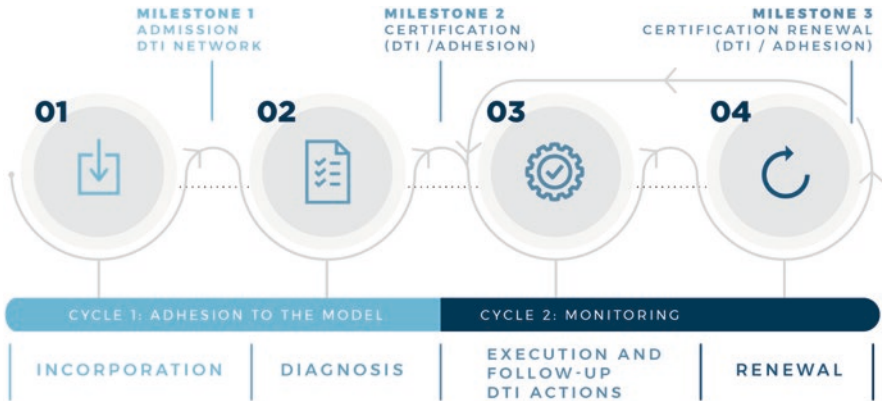 MILESTONE 1
ADMISSION
DTI NETWORK
MILESTONE 2
CERTIFICATION
(DTI /ADHESION)
MILESTONE 3
CERTIFICATION RENEWAL
(DTI / ADHESION)
01
02
03
04
CYCLE 1: ADHESION TO THE MODEL
CYCLE 2: MONITORING
INCORPORATION
DIAGNOSIS
EXECUTION AND
FOLLOW-UP
DTI ACTIONS
RENEWAL